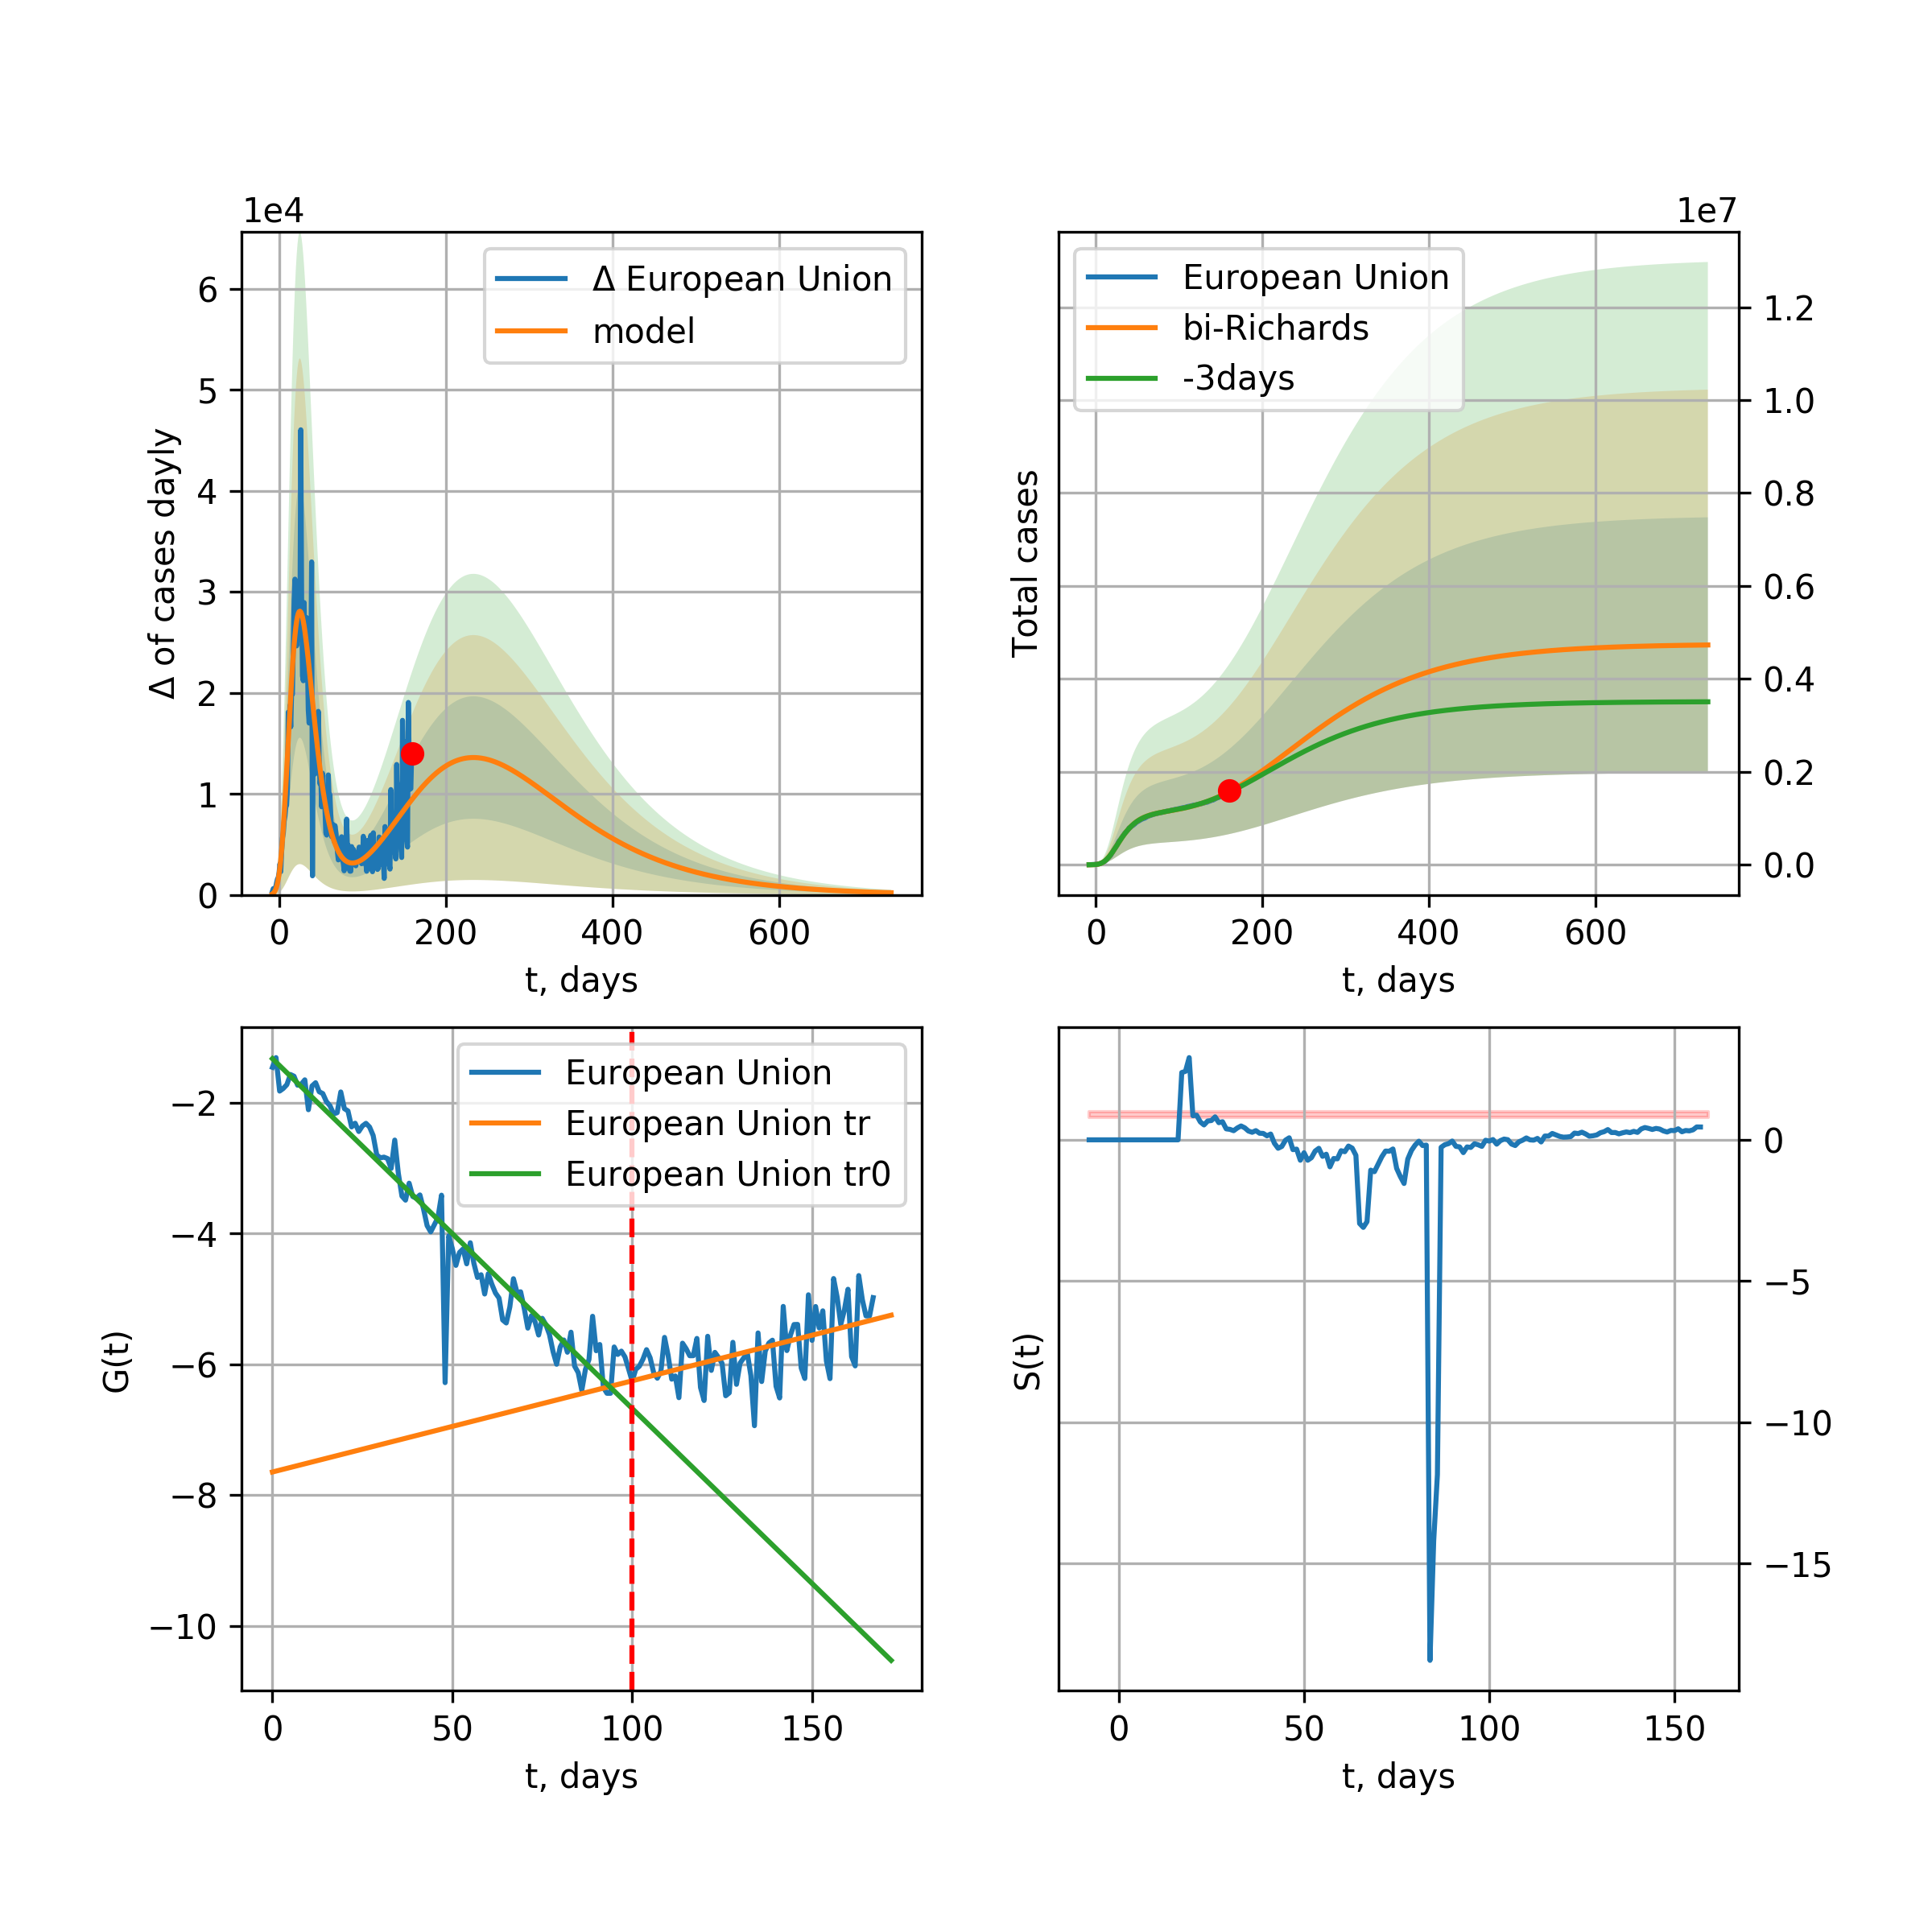 1e4
Δ of cases dayly
6
5
4
3
2
1
0
Δ European Union
model
0 200 400 600
t, days
1e7
Total cases
European Union
bi-Richards
-3days
1.2
1.0
0.8
0.6
0.4
0.2
0.0
0 200 400 600
t, days
G(t)
−2
−4
−6
−8
−10
European Union
European Union tr
European Union tr0
0 50 100 150
t, days
S(t)
0
−5
−10
−15
0 50 100 150
t, days